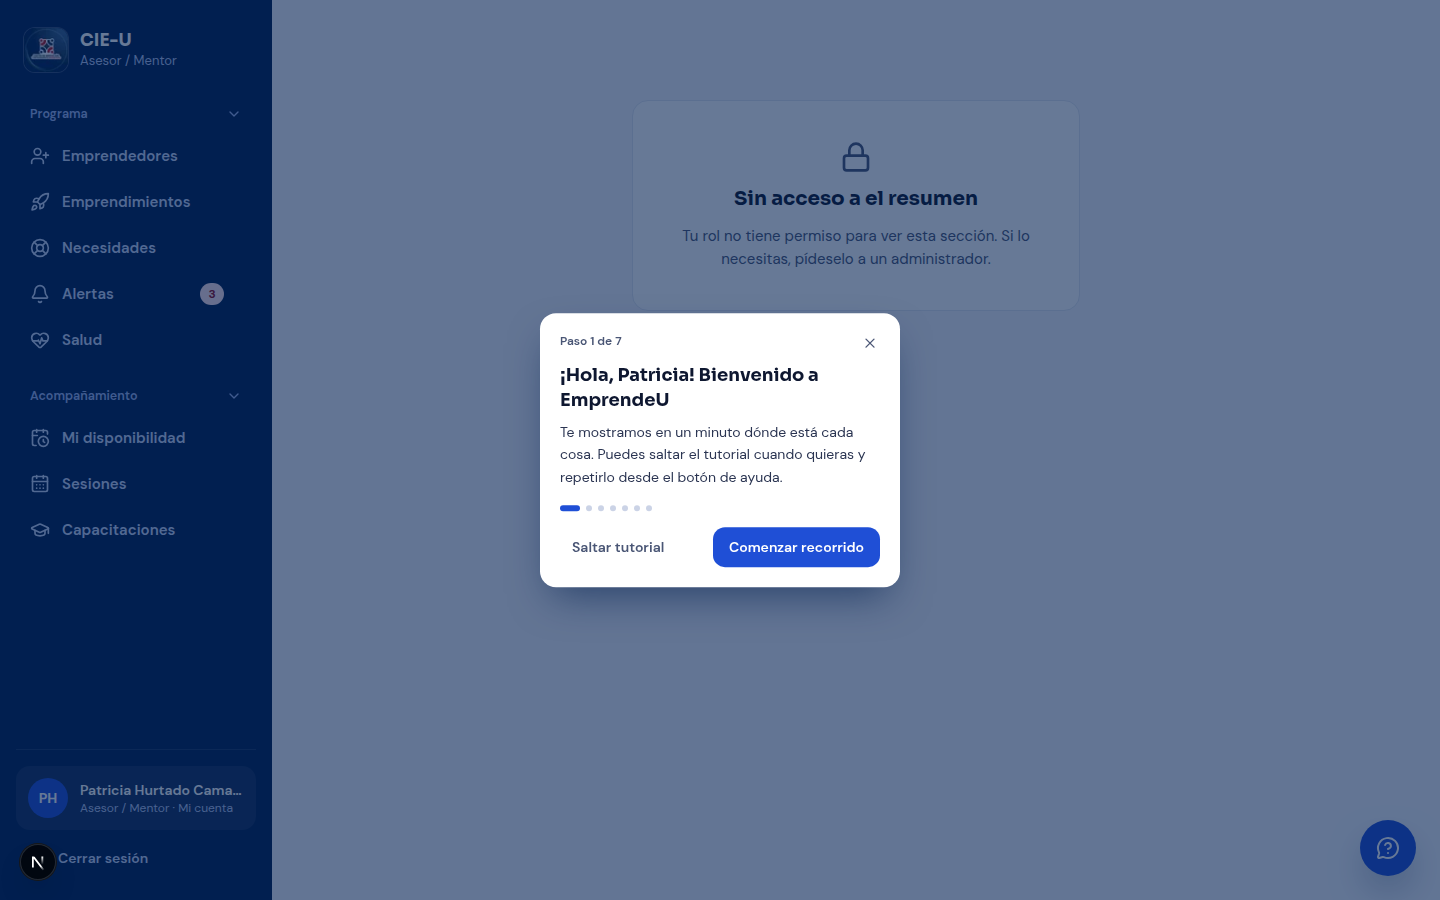 CIE-U
Asesor / Mentor
Programa
Emprendedores
Emprendimientos
Necesidades
Alertas
3
Salud
Acompañamiento
Mi disponibilidad
Sesiones
Capacitaciones
PH
Patricia Hurtado Cama...
Asesor / Mentor · Mi cuenta
N
Cerrar sesión
Sin acceso a el resumen
Tu rol no tiene permiso para ver esta sección. Si lo
necesitas, pídeselo a un administrador.
Paso 1 de 7
¡Hola, Patricia! Bienvenido a
EmprendeU
Te mostramos en un minuto dónde está cada
cosa. Puedes saltar el tutorial cuando quieras y
repetirlo desde el botón de ayuda.
Saltar tutorial
Comenzar recorrido